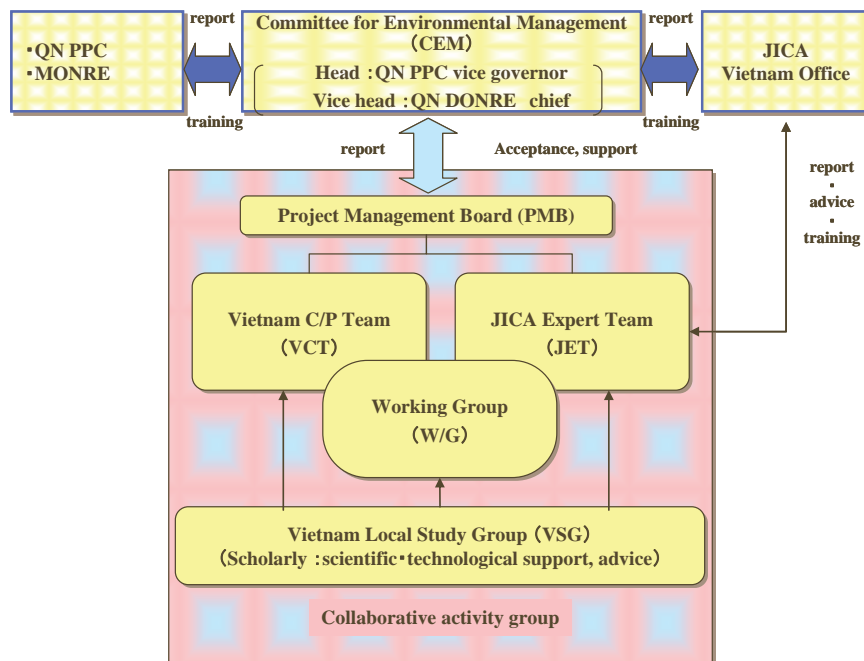 report
Committee for Environmental Management
(CEM)
report
・QN PPC
・MONRE
Head :QN PPC vice governor
Vice head :QN DONRE chief
JICA
Vietnam Office
training
training
report
Acceptance, support
report
・
advice
・
training
Project Management Board (PMB)
Vietnam C/P Team
(VCT)
JICA Expert Team
(JET)
Working Group
(W/G)
Vietnam Local Study Group (VSG)
(Scholarly :scientific・technological support, advice)
Collaborative activity group